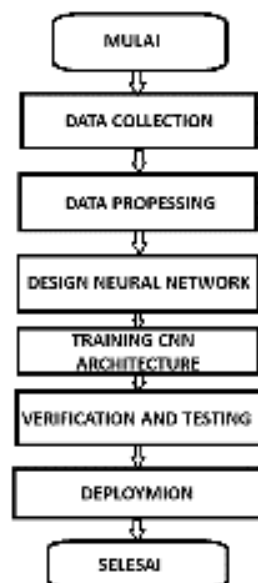 MULAI
DATA COLLECTION
DATA PROPESSING
DESIGN NEURAL NETWORK
TRAINING CNN
ARCHITECTURE
VERIFICATION AND TESTING
DEPLOYMION
SELESAI